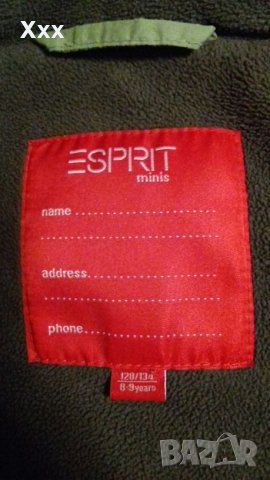 Xxx
ESPRIT
minis
name
address
phone
128/134
8-9years
BAZAR